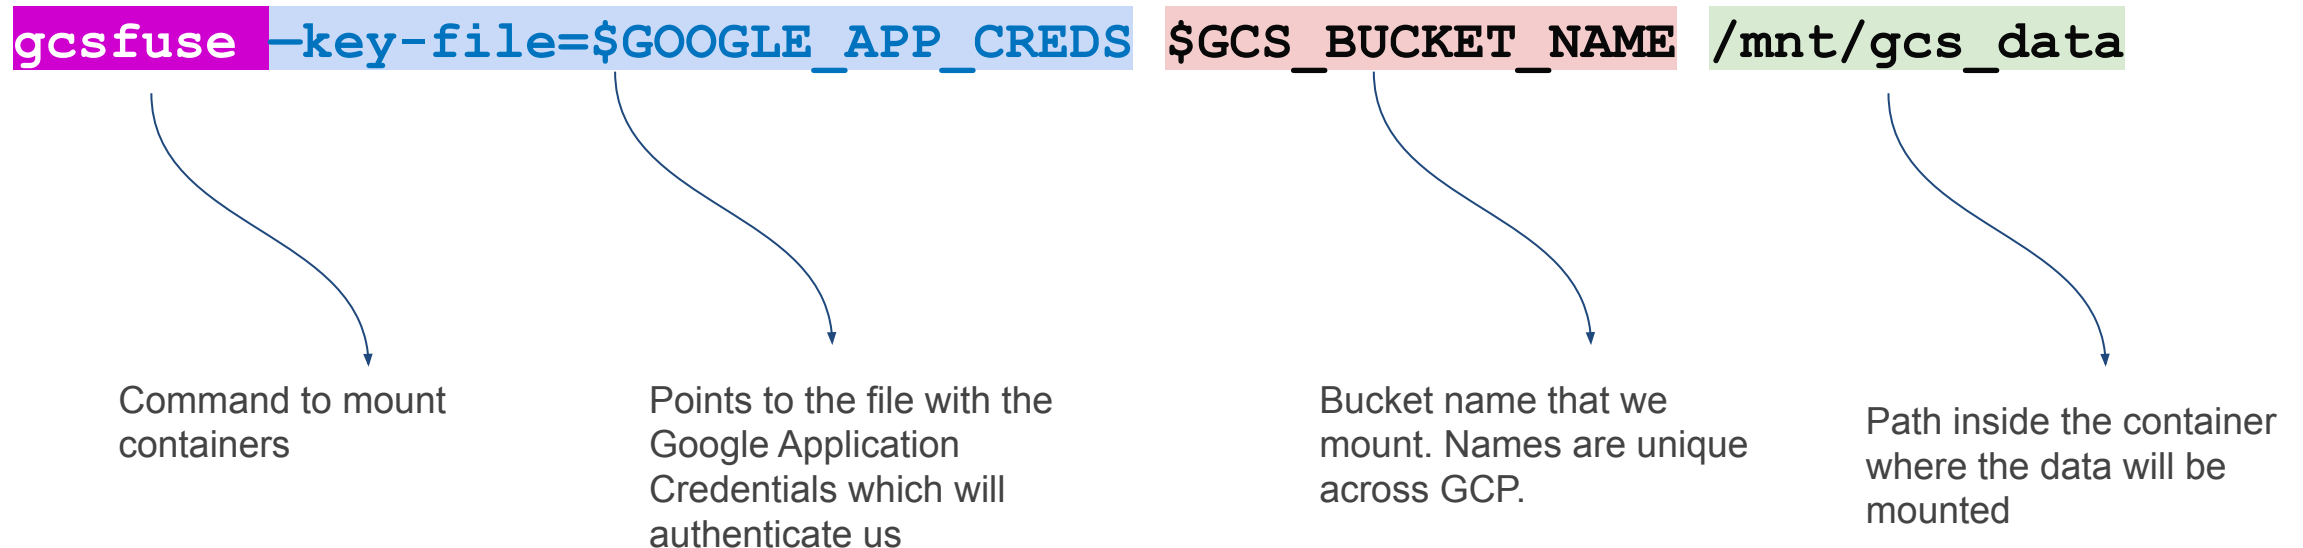 gcsfuse —key-file=$GOOGLE_APP_CREDS $GCS_BUCKET_NAME /mnt/gcs_data
Command to mount
containers
Points to the file with the
Google Application
Credentials which will
authenticate us
Bucket name that we
mount. Names are unique
across GCP.
Path inside the container
where the data will be
mounted